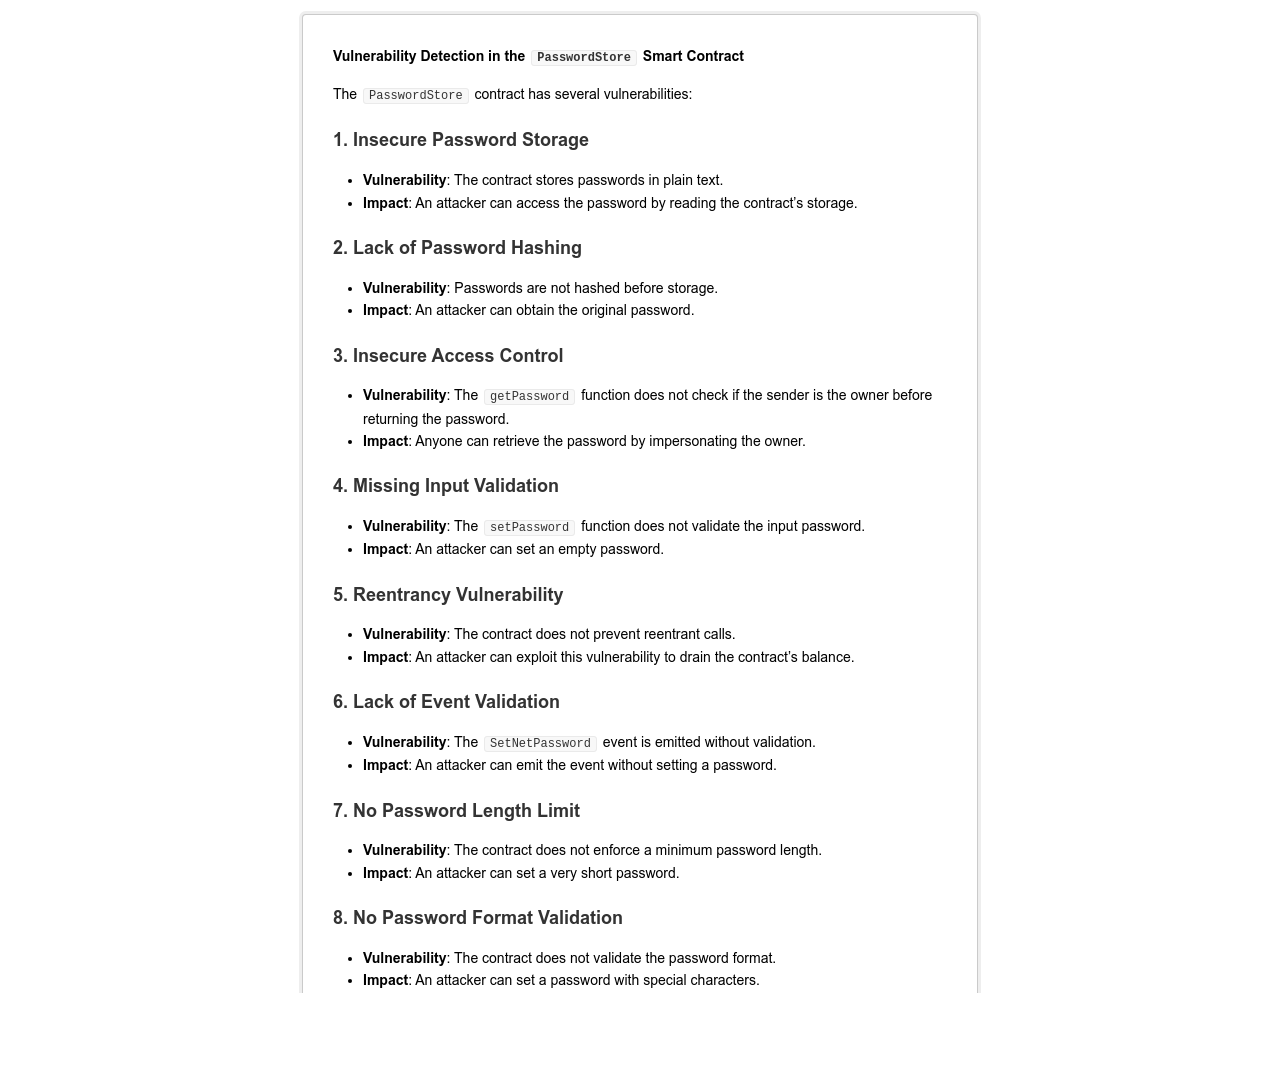 Vulnerability Detection in the PasswordStore Smart Contract
The PasswordStore contract has several vulnerabilities:
1. Insecure Password Storage
• Vulnerability: The contract stores passwords in plain text.
• Impact: An attacker can access the password by reading the contract's storage.
2. Lack of Password Hashing
• Vulnerability: Passwords are not hashed before storage.
• Impact: An attacker can obtain the original password.
3. Insecure Access Control
• Vulnerability: The getPassword function does not check if the sender is the owner before
returning the password.
• Impact: Anyone can retrieve the password by impersonating the owner.
4. Missing Input Validation
• Vulnerability: The setPassword function does not validate the input password.
• Impact: An attacker can set an empty password.
5. Reentrancy Vulnerability
• Vulnerability: The contract does not prevent reentrant calls.
• Impact: An attacker can exploit this vulnerability to drain the contract's balance.
6. Lack of Event Validation
• Vulnerability: The SetNetPassword event is emitted without validation.
• Impact: An attacker can emit the event without setting a password.
7. No Password Length Limit
• Vulnerability: The contract does not enforce a minimum password length.
• Impact: An attacker can set a very short password.
8. No Password Format Validation
• Vulnerability: The contract does not validate the password format.
• Impact: An attacker can set a password with special characters.